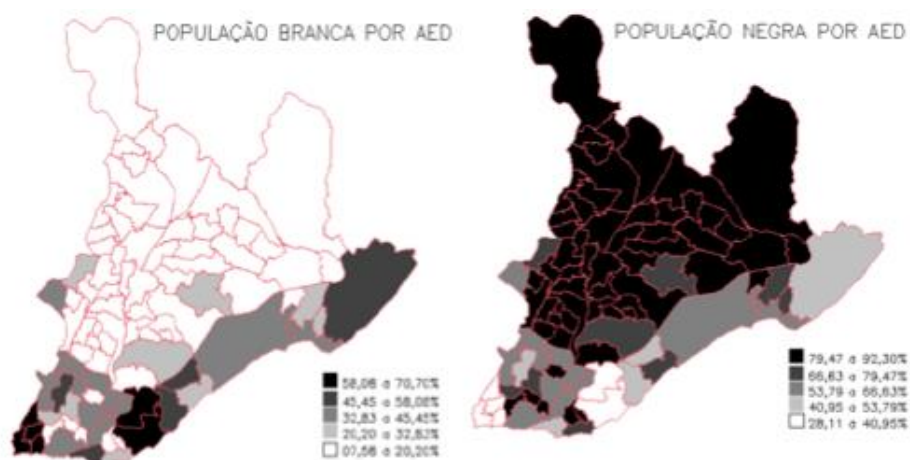 POPULAÇÃO BRANCA POR AED
58,08 a 70,70%
45,45 a 58,08%
32,83 a 45,45%
20,20 a 32,83%
07,58 a 20,20%
POPULAÇÃO NEGRA POR AED
79,47 a 92,30%
66,63 a 79,47%
53,79 a 66,63%
40,95 a 53,79%
28,11 a 40,95%